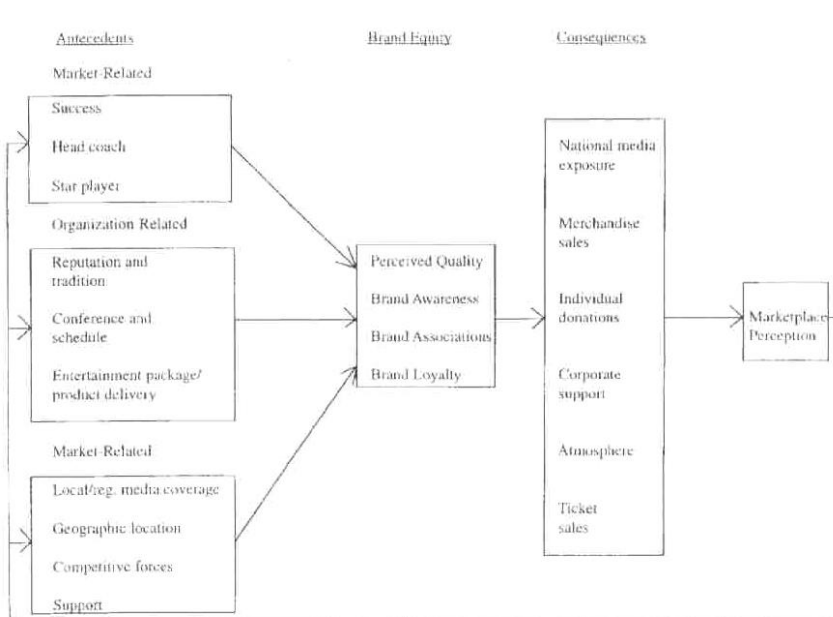 Antecedents
Brand Equity
Consequences
Market-Related
Success
Head coach
Star player
Organization Related
Reputation and
tradition
Conference and
schedule
Entertainment package/
product delivery
Market-Related
Local/reg. media coverage
Geographic location
Competitive forces
Support
Perceived Quality
Brand Awareness
Brand Associations
Brand Loyalty
National media
exposure
Merchandise
sales
Individual
donations
Corporate
support
Atmosphere
Ticket
sales
Marketplace
Perception